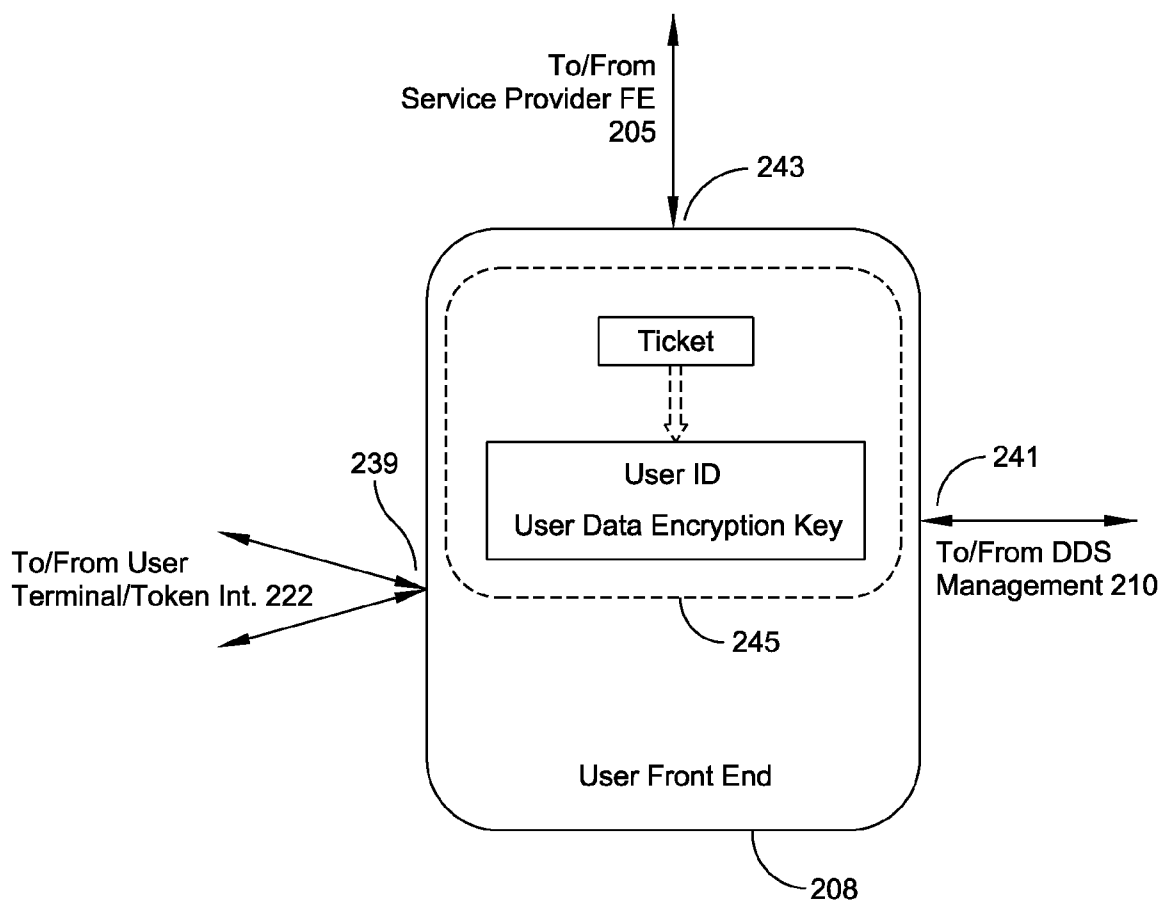 To/From
Service Provider FE
205
243
Ticket
239
User ID
User Data Encryption Key
241
To/From User
Terminal/Token Int. 222
To/From DDS
Management 210
245
User Front End
208